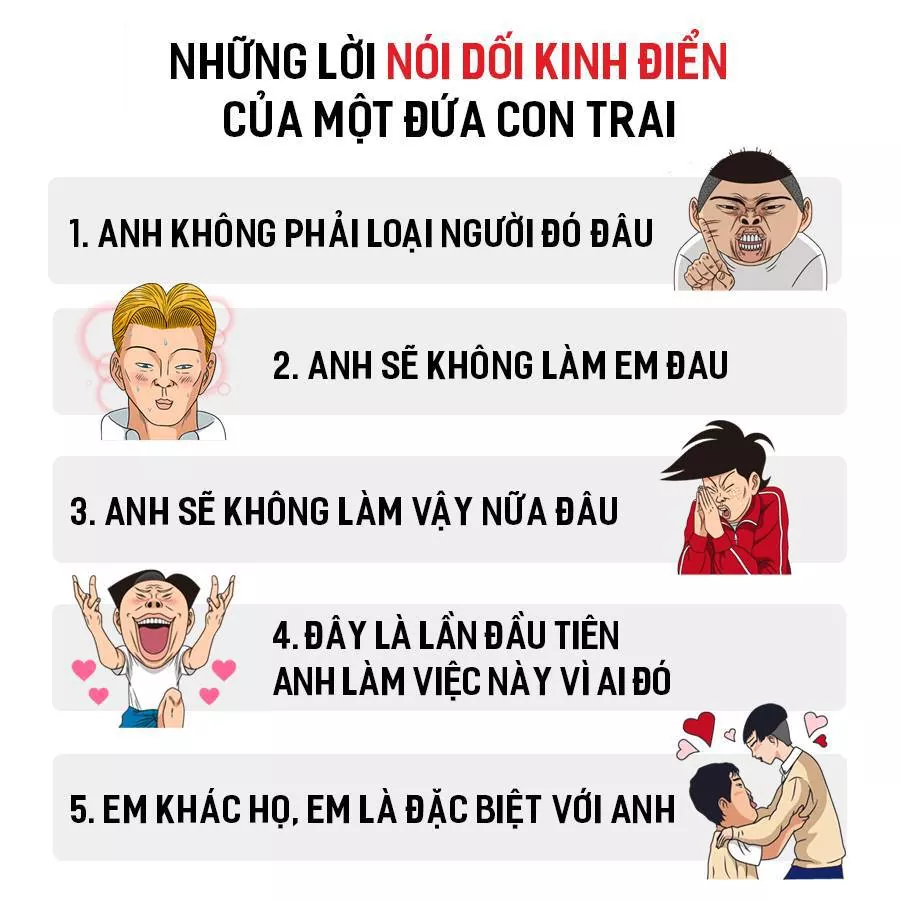 NHỮNG LỜI NÓI DỐI KINH ĐIỂN
CỦA MỘT ĐỨA CON TRAI
1. ANH KHÔNG PHẢI LOẠI NGƯỜI ĐÓ ĐÂU
2. ANH SẼ KHÔNG LÀM EM ĐAU
3. ANH SẼ KHÔNG LÀM VẬY NỮA ĐÂU
4. ĐÂY LÀ LẦN ĐẦU TIÊN
ANH LÀM VIỆC NÀY VÌ AI ĐÓ
5. EM KHÁC HỌ, EM LÀ ĐẶC BIỆT VỚI ANH